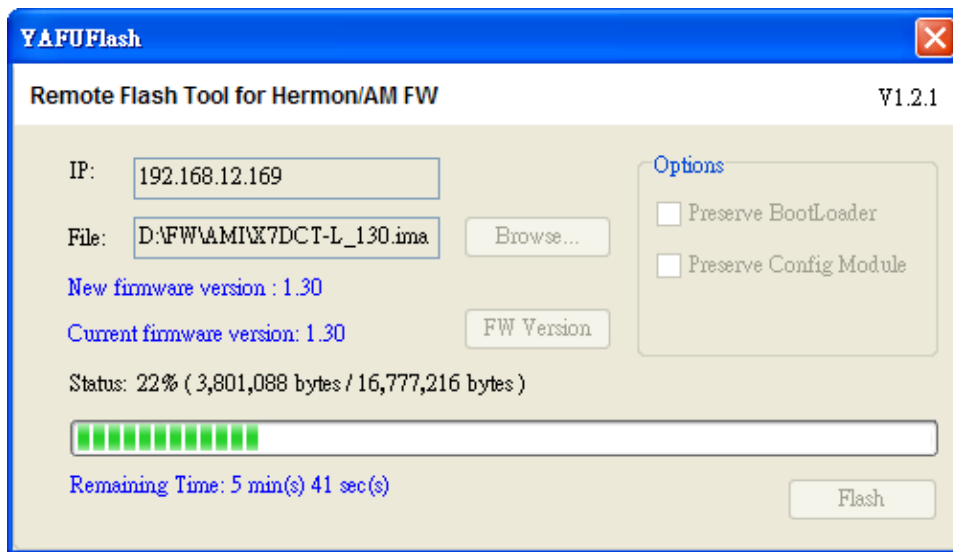 YAFUFlash
Remote Flash Tool for Hermon/AM FW V1.2.1
IP: 192.168.12.169
File: D:\FW\AMI\X7DCT-L_130.ima Browse...
New firmware version : 1.30
Current firmware version: 1.30 FW Version
Options
Preserve BootLoader
Preserve Config Module
Status: 22% ( 3,801,088 bytes / 16,777,216 bytes )
Remaining Time: 5 min(s) 41 sec(s)
Flash